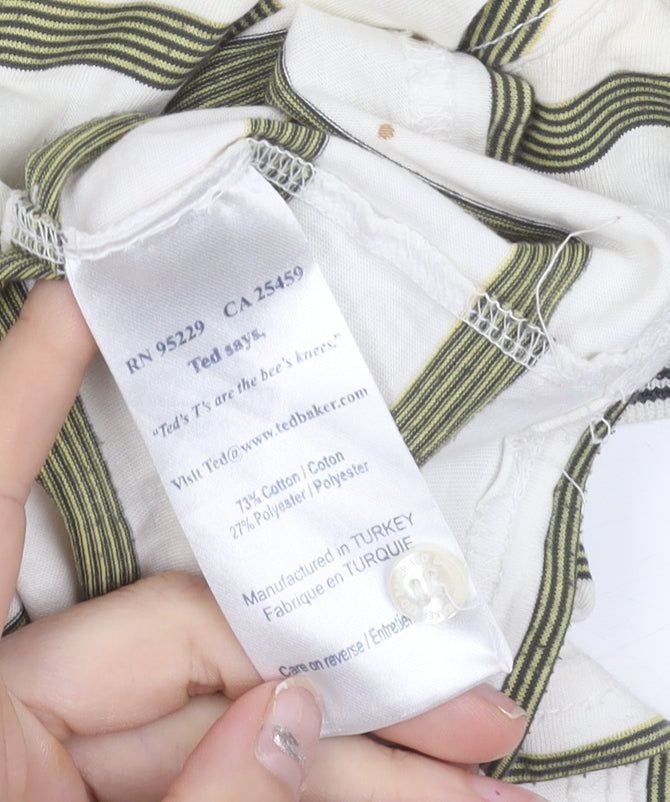 RN 95229 CA 25459
Ted says,
"Ted's T's are the bee's knees."
Visit Ted@www.tedbaker.com
73% Cotton / Coton
27% Polyester / Polyester
Manufactured in TURKEY
Fabrique en TURQUIE
Care on reverse / Entretien